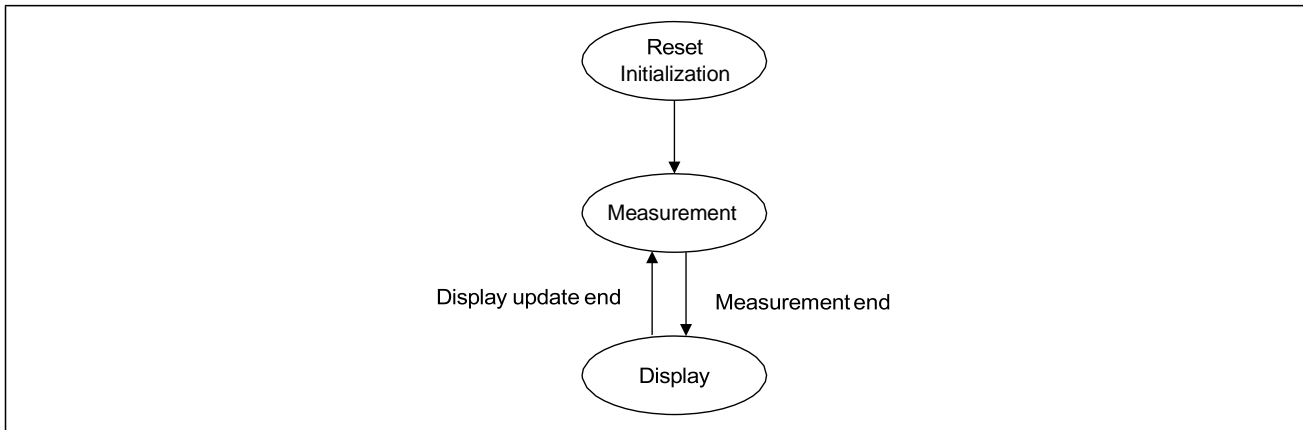 Reset
Initialization
Measurement
Display update end
Measurement end
Display